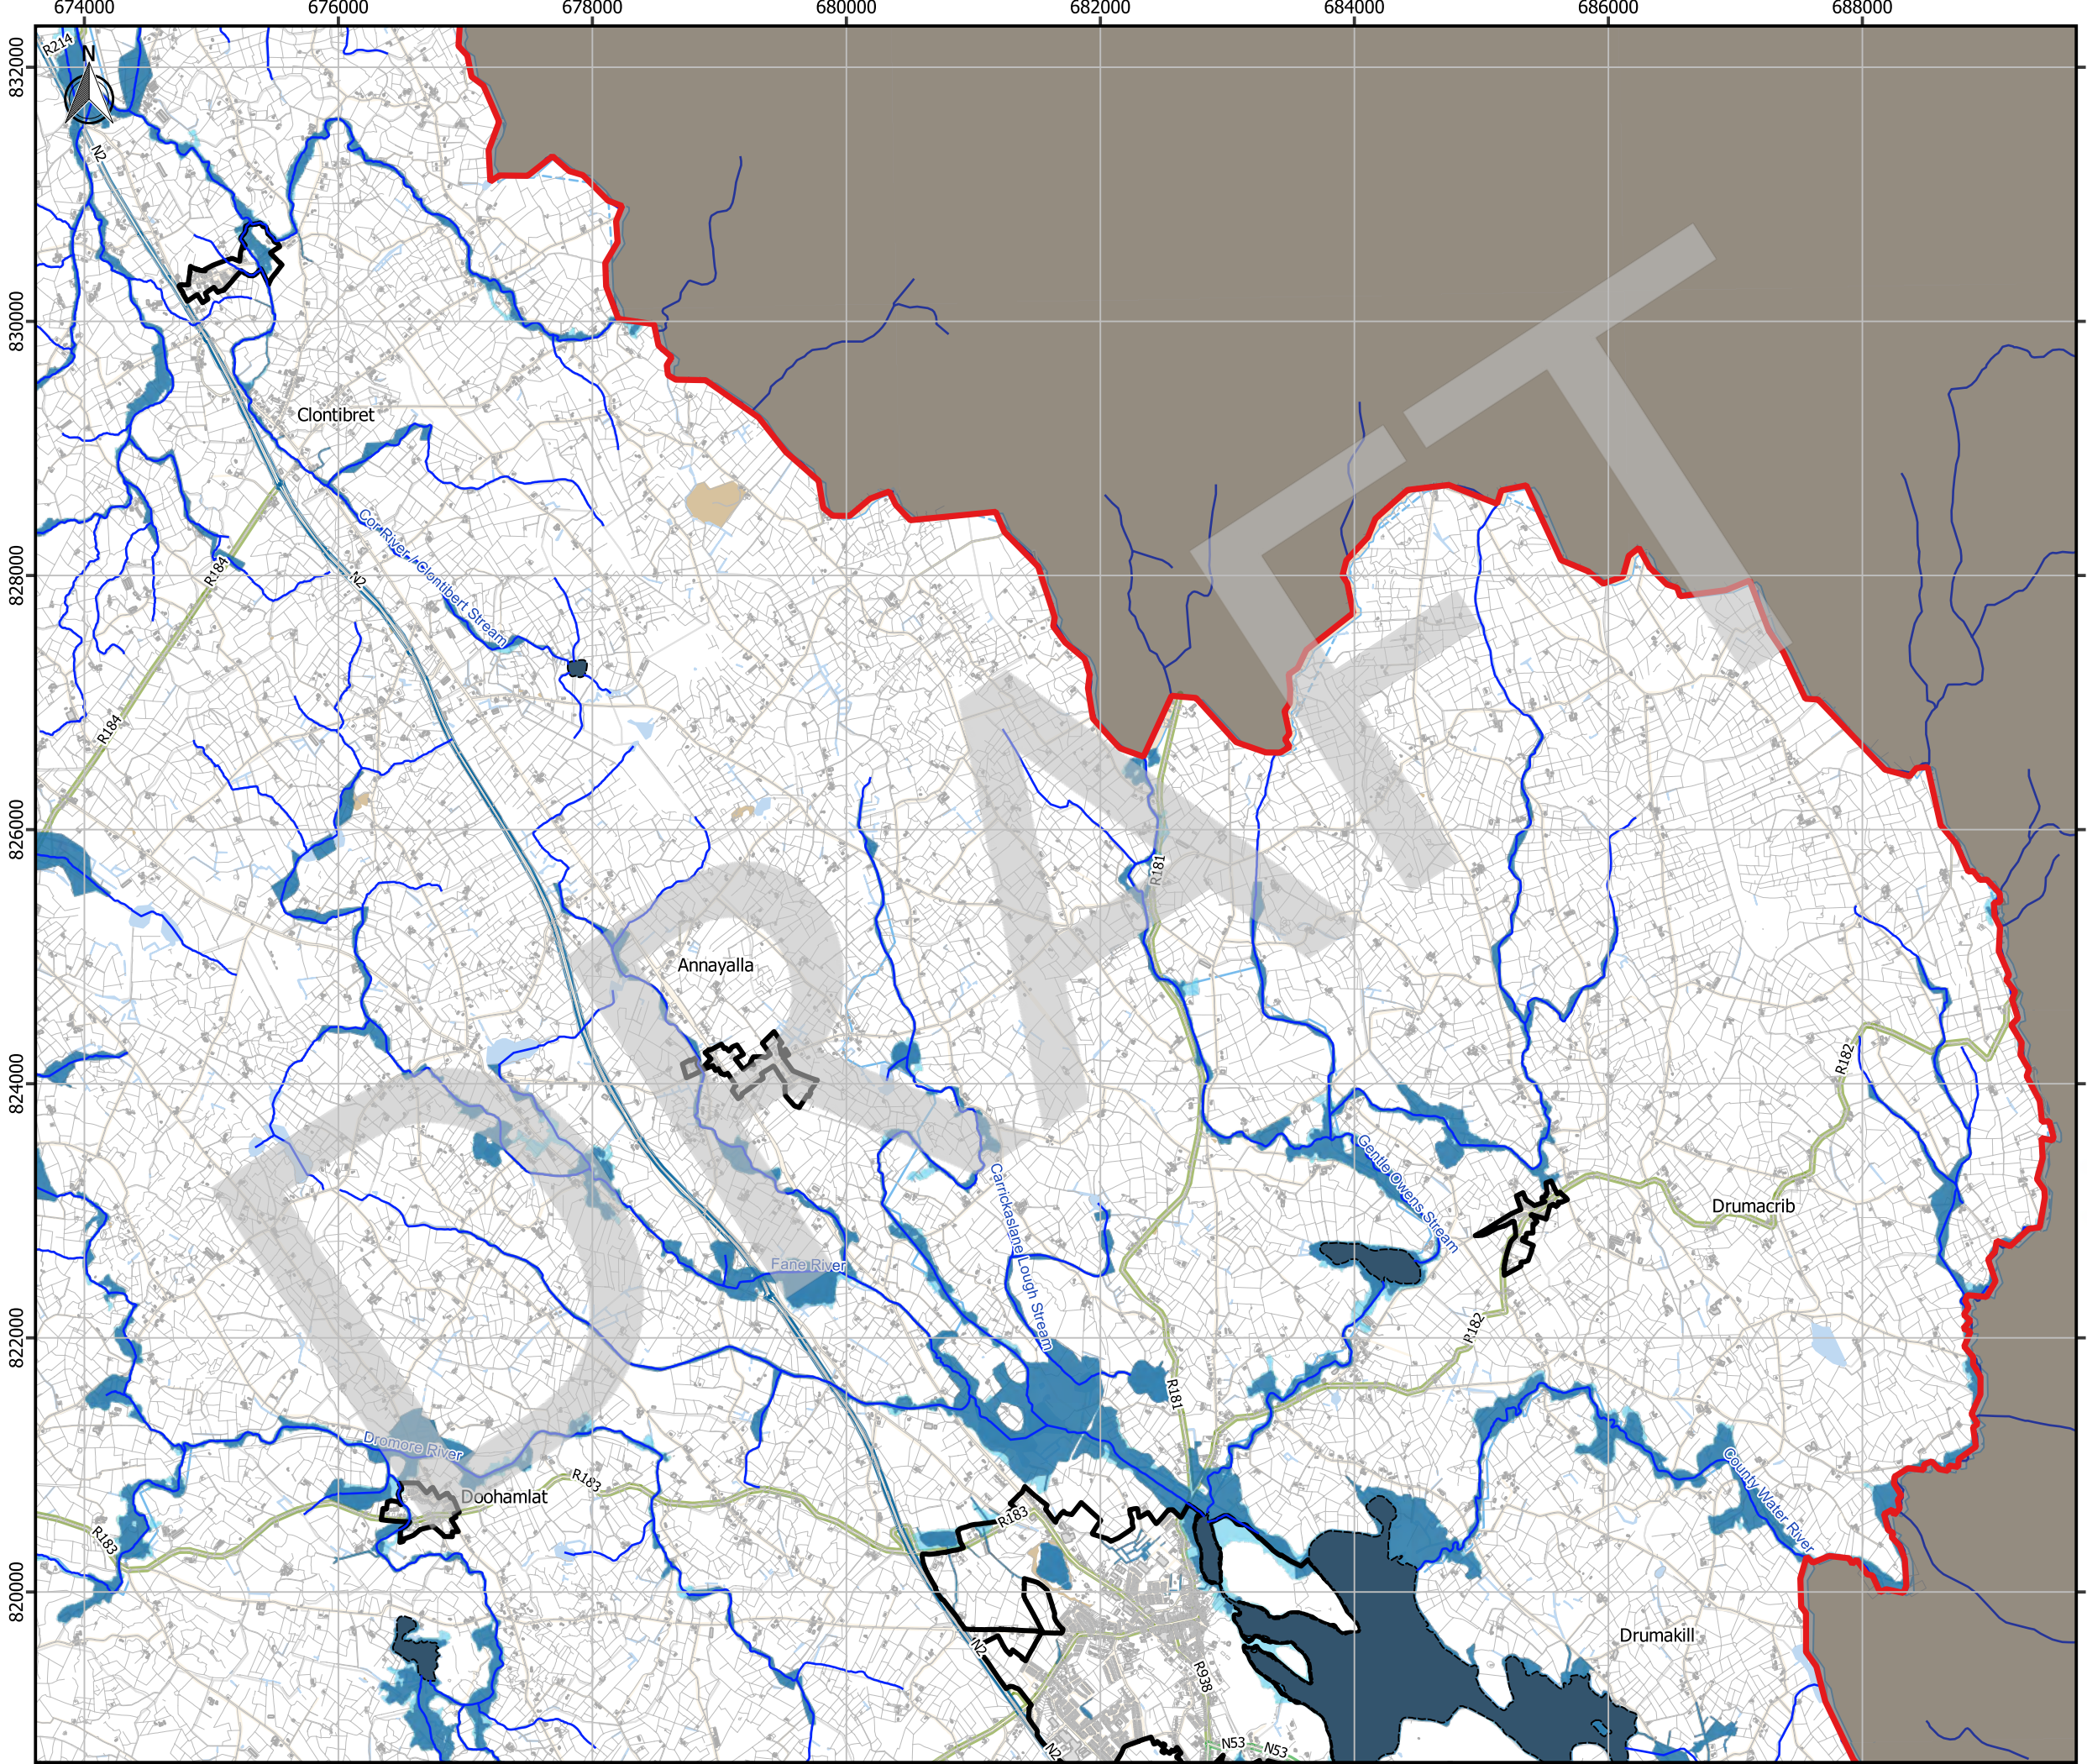 674000 676000 678000 680000 682000 684000 686000 688000
832000
830000
828000
826000
824000
822000
820000
R214
N
N2
Clontibret
Cor River / Clontibert Stream
R184
N2
R184
R181
Annayalla
R182
Gentle Owens Stream
Carrickaslane Lough Stream
Drumacrib
Fane River
R182
R181
Dromore River
County Water River
Doohamlat
R183
R183
R183
Drumakill
N2
R938
N53
N53
N2
DRAFT